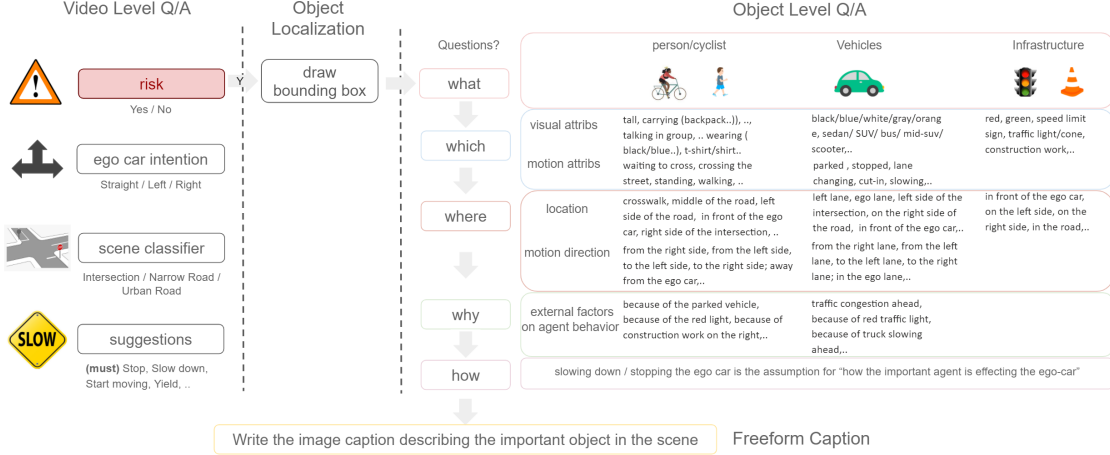 Video Level Q/A
risk
Yes / No
ego car intention
Straight / Left / Right
scene classifier
Intersection / Narrow Road /
Urban Road
SLOW
suggestions
(must) Stop, Slow down,
Start moving, Yield, ..
Object
Localization
Y
draw
bounding box
Object Level Q/A
Questions?
person/cyclist
Vehicles
Infrastructure
what
which
visual attribs
tall, carrying (backpack..)), ..,
talking in group, .. wearing (
black/blue..), t-shirt/shirt..
black/blue/white/gray/orang
e, sedan/ SUV/ bus/ mid-suv/
scooter,..
red, green, speed limit
sign, traffic light/cone,
construction work,..
motion attribs
waiting to cross, crossing the
street, standing, walking, ..
parked , stopped, lane
changing, cut-in, slowing,..
where
location
crosswalk, middle of the road, left
side of the road, in front of the ego
car, right side of the intersection, ..
left lane, ego lane, left side of the
intersection, on the right side of
the road, in front of the ego car,..
in front of the ego car,
on the left side, on the
right side, in the road,..
motion direction
from the right side, from the left side,
to the left side, to the right side; away
from the ego car,..
from the right lane, from the left
lane, to the left lane, to the right
lane; in the ego lane,..
why
external factors
on agent behavior
because of the parked vehicle,
because of the red light, because of
construction work on the right,..
traffic congestion ahead,
because of red traffic light,
because of truck slowing
ahead,..
how
slowing down / stopping the ego car is the assumption for “how the important agent is effecting the ego-car”
Write the image caption describing the important object in the scene
Freeform Caption